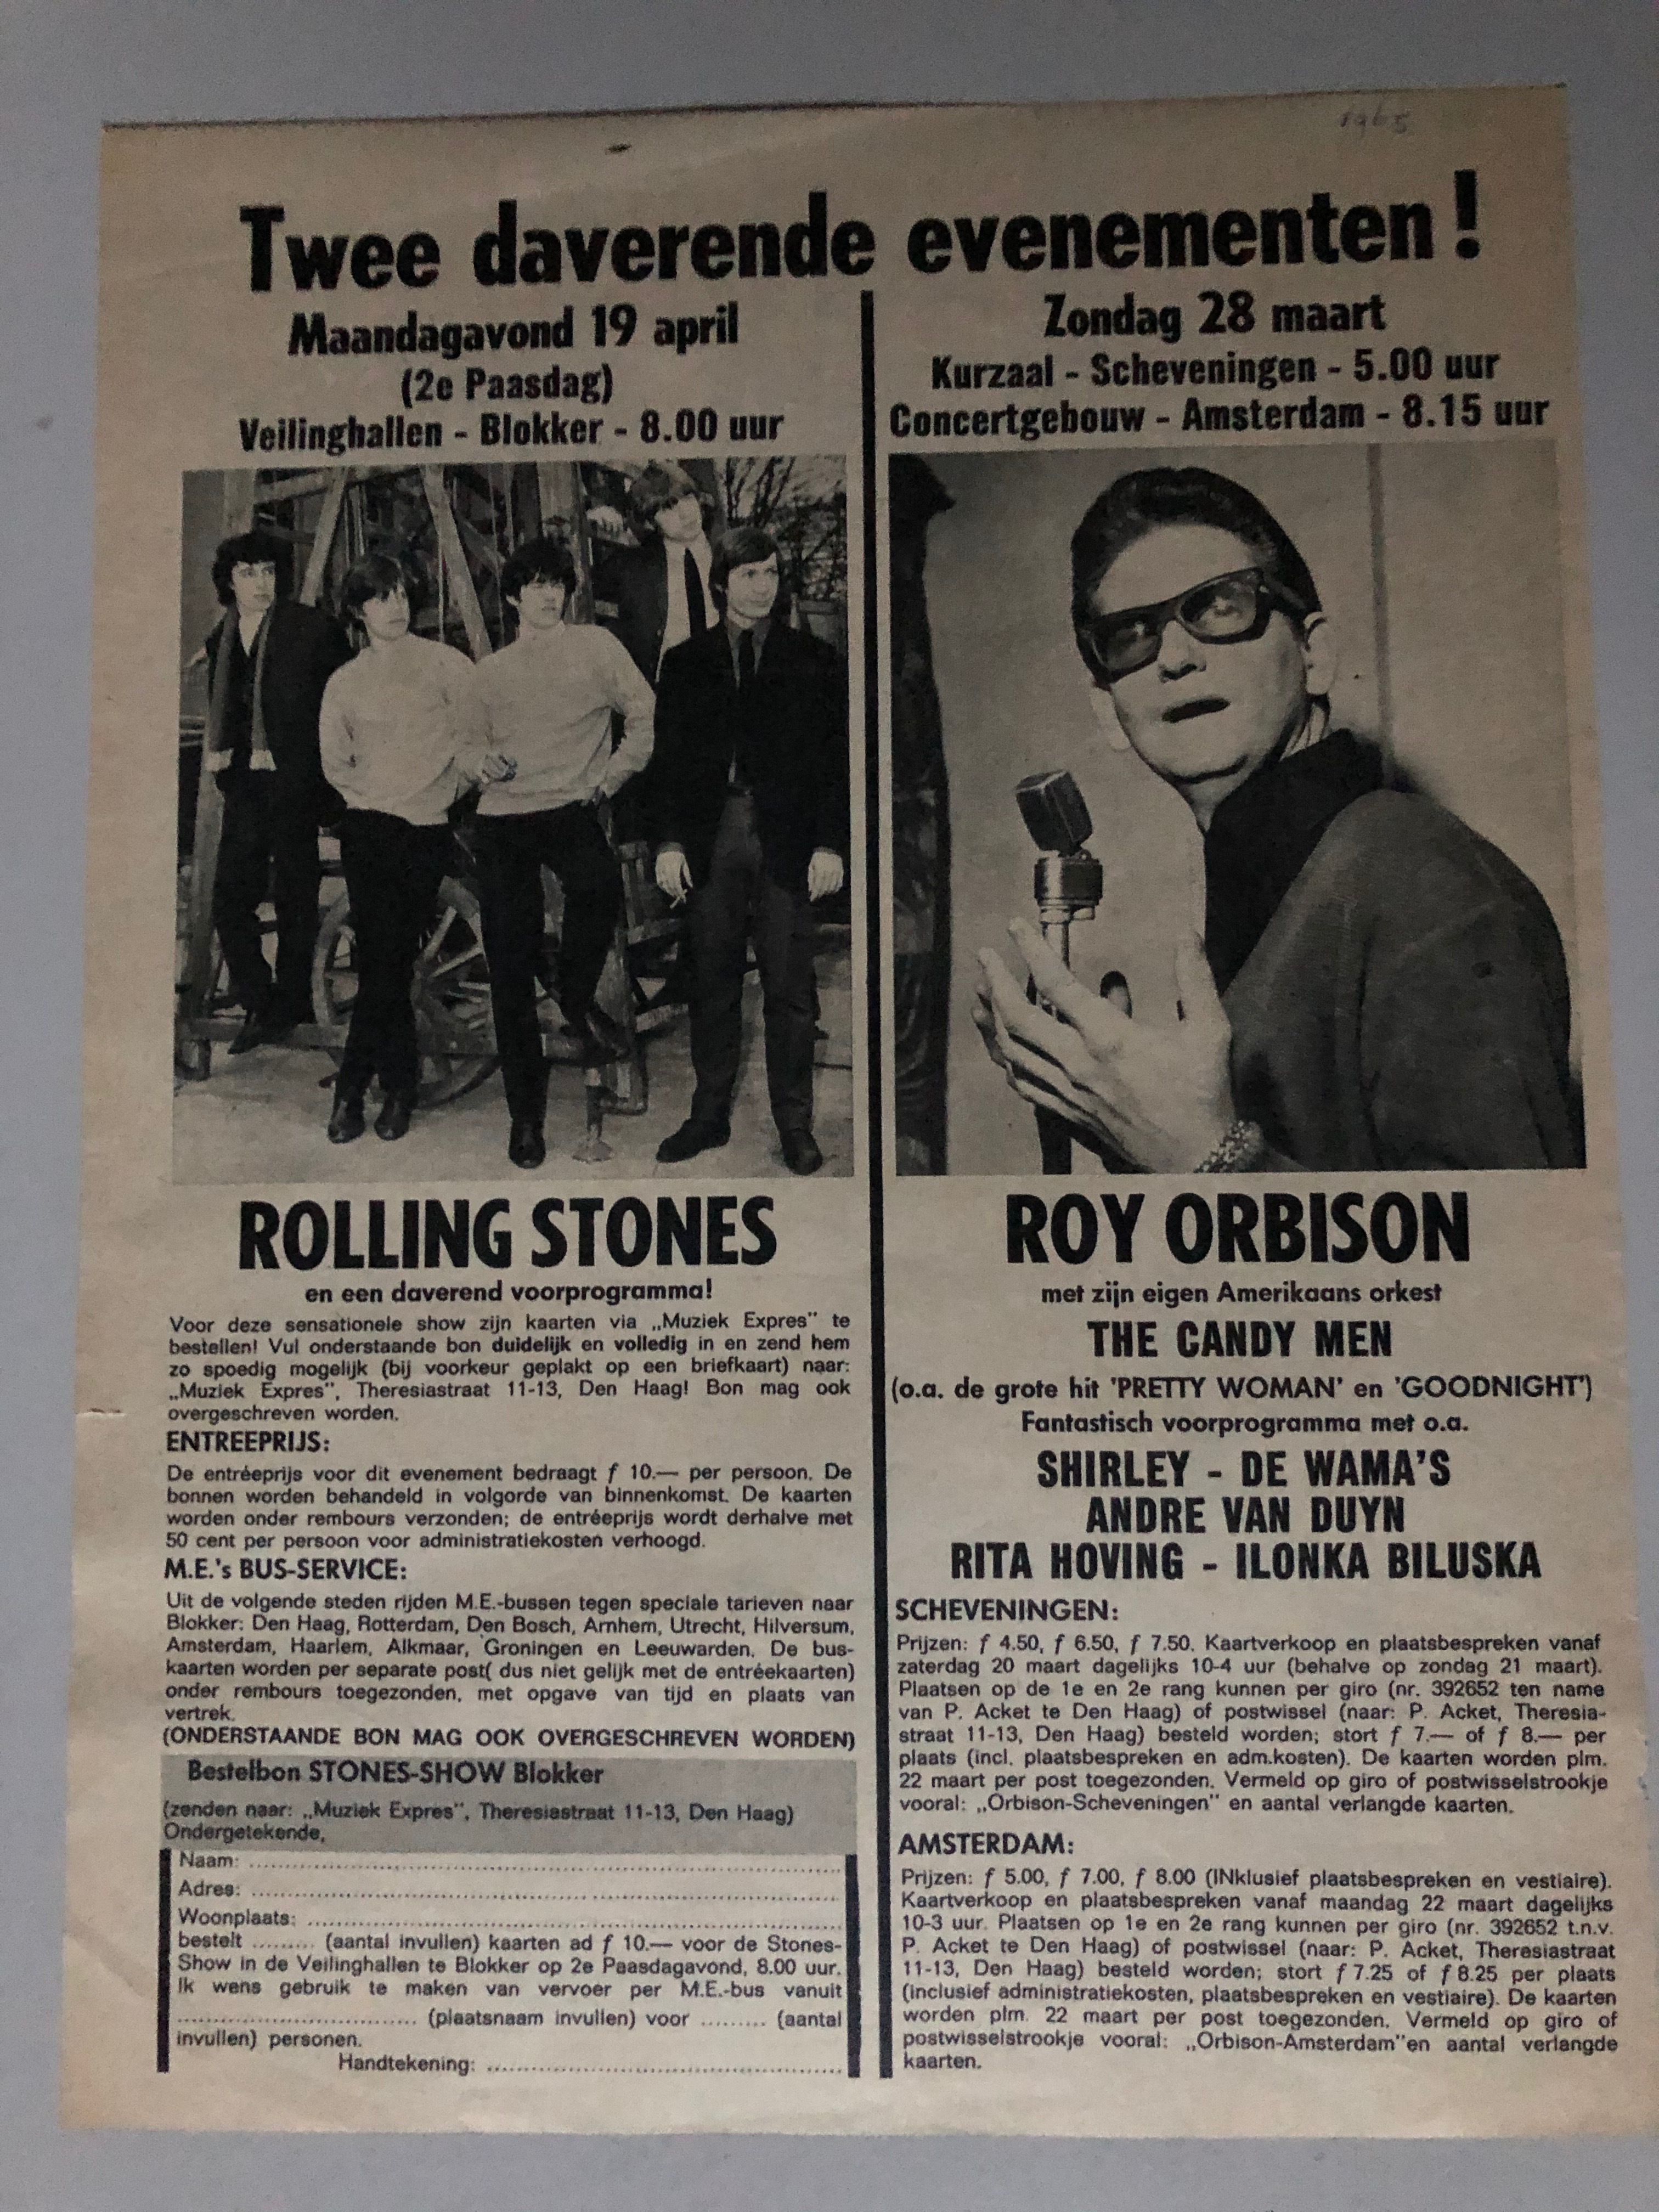 1965
Twee daverende evenementen!
Maandagavond 19 april
(2e Paasdag)
Veilinghallen - Blokker - 8.00 uur
ROLLING STONES
en een daverend voorprogramma!
Voor deze sensationele show zijn kaarten via „Muziek Expres" te
bestellen! Vul onderstaande bon duidelijk en volledig in en zend hem
zo spoedig mogelijk (bij voorkeur geplakt op een briefkaart) naar:
„Muziek Expres", Theresiastraat 11-13, Den Haag! Bon mag ook
overgeschreven worden.
ENTREEPRIJS:
De entréeprijs voor dit evenement bedraagt ƒ 10.— per persoon. De
bonnen worden behandeld in volgorde van binnenkomst. De kaarten
worden onder rembours verzonden; de entréeprijs wordt derhalve met
50 cent per persoon voor administratiekosten verhoogd.
M.E.'s BUS-SERVICE:
Uit de volgende steden rijden M.E.-bussen tegen speciale tarieven naar
Blokker: Den Haag, Rotterdam, Den Bosch, Arnhem, Utrecht, Hilversum,
Amsterdam, Haarlem, Alkmaar, Groningen en Leeuwarden. De bus-
kaarten worden per separate post( dus niet gelijk met de entréekaarten)
onder rembours toegezonden, met opgave van tijd en plaats van
vertrek.
(ONDERSTAANDE BON MAG OOK OVERGESCHREVEN WORDEN)
Bestelbon STONES-SHOW Blokker
(zenden naar: „Muziek Expres", Theresiastraat 11-13, Den Haag)
Ondergetekende,
Naam: ........................................
Adres: ........................................
Woonplaats: ........................................
bestelt ......... (aantal invullen) kaarten ad ƒ 10.— voor de Stones-
Show in de Veilinghallen te Blokker op 2e Paasdagavond, 8.00 uur.
Ik wens gebruik te maken van vervoer per M.E.-bus vanuit
.................................. (plaatsnaam invullen) voor ......... (aantal
invullen) personen.
Handtekening: ........................................
Zondag 28 maart
Kurzaal - Scheveningen - 5.00 uur
Concertgebouw - Amsterdam - 8.15 uur
ROY ORBISON
met zijn eigen Amerikaans orkest
THE CANDY MEN
(o.a. de grote hit 'PRETTY WOMAN' en 'GOODNIGHT')
Fantastisch voorprogramma met o.a.
SHIRLEY - DE WAMA'S
ANDRE VAN DUYN
RITA HOVING - ILONKA BILUSKA
SCHEVENINGEN:
Prijzen: ƒ 4.50, ƒ 6.50, ƒ 7.50. Kaartverkoop en plaatsbespreken vanaf
zaterdag 20 maart dagelijks 10-4 uur (behalve op zondag 21 maart).
Plaatsen op de 1e en 2e rang kunnen per giro (nr. 392652 ten name
van P. Acket te Den Haag) of postwissel (naar: P. Acket, Theresia-
straat 11-13, Den Haag) besteld worden; stort ƒ 7.— of ƒ 8.— per
plaats (incl. plaatsbespreken en adm.kosten). De kaarten worden plm.
22 maart per post toegezonden. Vermeld op giro of postwisselstrookje
vooral: „Orbison-Scheveningen" en aantal verlangde kaarten.
AMSTERDAM:
Prijzen: ƒ 5.00, ƒ 7.00, ƒ 8.00 (INklusief plaatsbespreken en vestiaire).
Kaartverkoop en plaatsbespreken vanaf maandag 22 maart dagelijks
10-3 uur. Plaatsen op 1e en 2e rang kunnen per giro (nr. 392652 t.n.v.
P. Acket te Den Haag) of postwissel (naar: P. Acket, Theresiastraat
11-13, Den Haag) besteld worden; stort ƒ 7.25 of ƒ 8.25 per plaats
(inclusief administratiekosten, plaatsbespreken en vestiaire). De kaarten
worden plm. 22 maart per post toegezonden. Vermeld op giro of
postwisselstrookje vooral: „Orbison-Amsterdam"en aantal verlangde
kaarten.